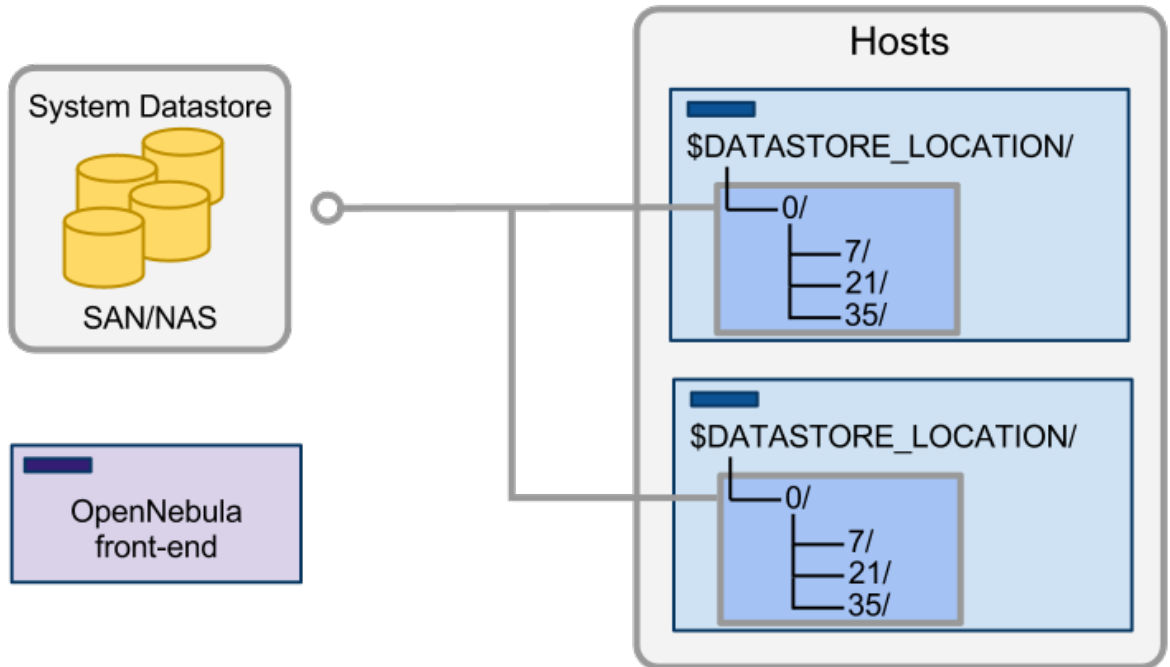 System Datastore
SAN/NAS
OpenNebula
front-end
Hosts
$DATASTORE_LOCATION/
0/
7/
21/
35/
$DATASTORE_LOCATION/
0/
7/
21/
35/